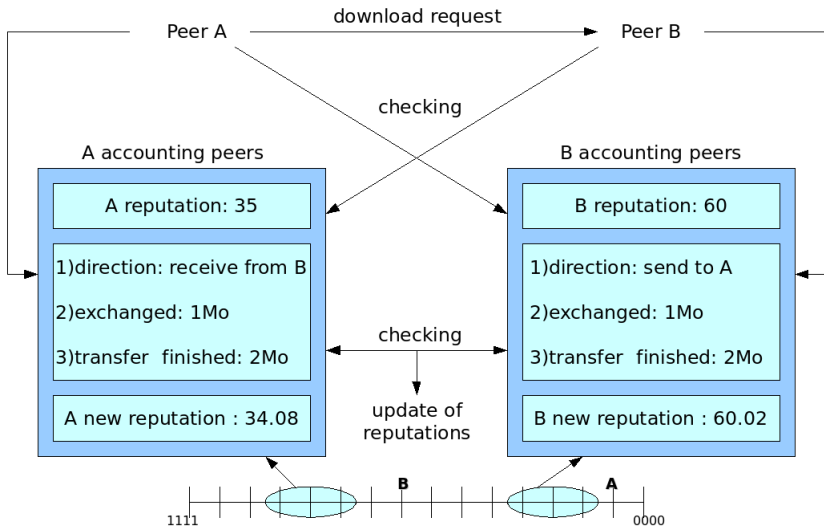 download request
Peer A
Peer B
checking
A accounting peers
B accounting peers
A reputation: 35
B reputation: 60
1)direction: receive from B
2)exchanged: 1Mo
3)transfer finished: 2Mo
1)direction: send to A
2)exchanged: 1Mo
3)transfer finished: 2Mo
checking
update of
reputations
A new reputation : 34.08
B new reputation : 60.02
B
A
1111
0000